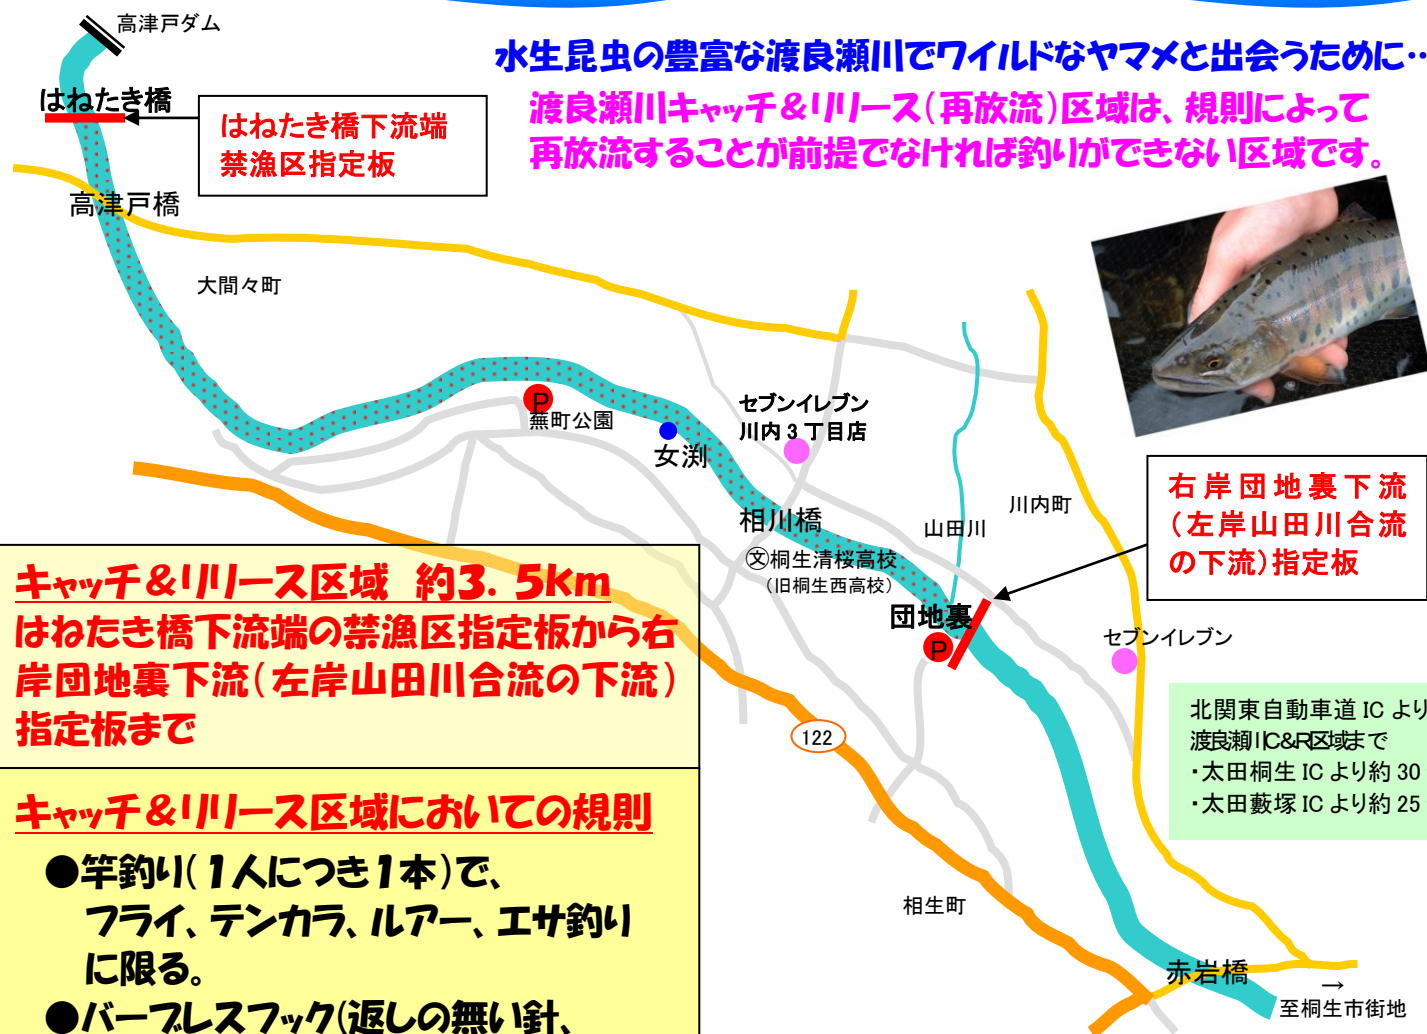 高津戸ダム
水生昆虫の豊富な渡良瀬川でワイルドなヤマメと出会うために…
渡良瀬川キャッチ&リリース(再放流)区域は、規則によって
再放流することが前提でなければ釣りができない区域です。
はねたき橋
はねたき橋下流端
禁漁区指定板
高津戸橋
大間々町
P
蕪町公園
女渕
セブンイレブン
川内3丁目店
相川橋
文桐生清桜高校
(旧桐生西高校)
山田川
川内町
右岸団地裏下流
(左岸山田川合流
の下流)指定板
団地裏
P
セブンイレブン
キャッチ&リリース区域 約3.5km
はねたき橋下流端の禁漁区指定板から右
岸団地裏下流(左岸山田川合流の下流)
指定板まで
122
北関東自動車道 IC より
渡良瀬川C&R区域まで
・太田桐生 IC より約 30
・太田藪塚 IC より約 25
キャッチ&リリース区域においての規則
●竿釣り(1人につき1本)で、
フライ、テンカラ、ルアー、エサ釣り
に限る。
●バーブレスフック(返しの無い針、
相生町
赤岩橋
→
至桐生市街地